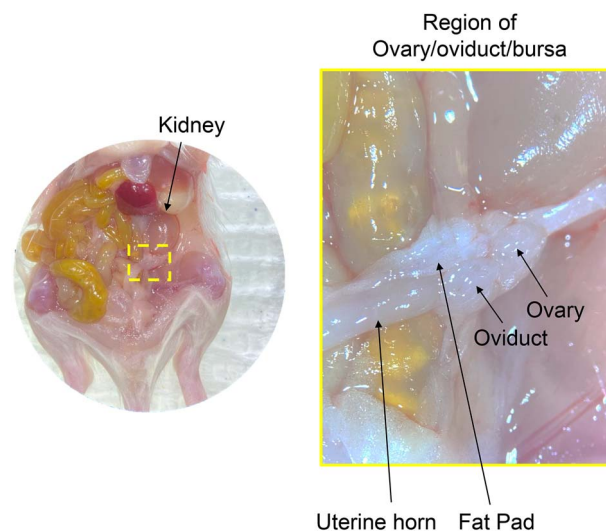 Region of
Ovary/oviduct/bursa
Kidney
Ovary
Oviduct
Uterine horn
Fat Pad